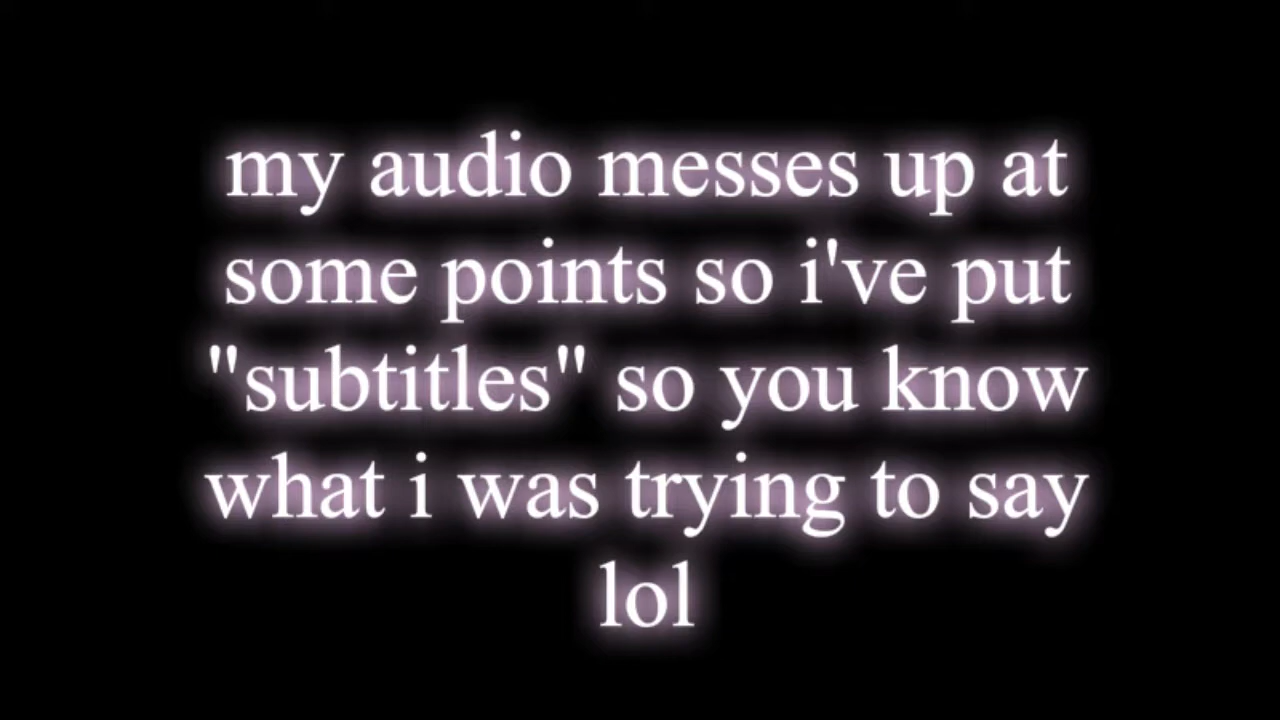 my audio messes up at
some points so i've put
"subtitles" so you know
what i was trying to say
lol